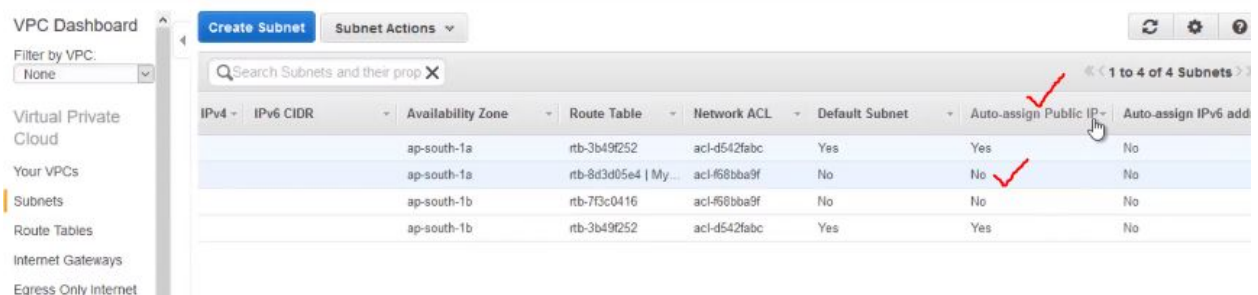 VPC Dashboard
Filter by VPC:
None
Virtual Private
Cloud
Your VPCs
Subnets
Route Tables
Internet Gateways
Egress Only Internet
Create Subnet Subnet Actions
Search Subnets and their prop
1 to 4 of 4 Subnets
IPv4 IPv6 CIDR Availability Zone Route Table Network ACL Default Subnet Auto-assign Public IP Auto-assign IPv6 add
ap-south-1a rtb-3b49f252 acl-d542fabc Yes Yes No
ap-south-1a rtb-8d3d05e4 | My... acl-f68bba9f No No No
ap-south-1b rtb-7f3c0416 acl-f68bba9f No No No
ap-south-1b rtb-3b49f252 acl-d542fabc Yes Yes No